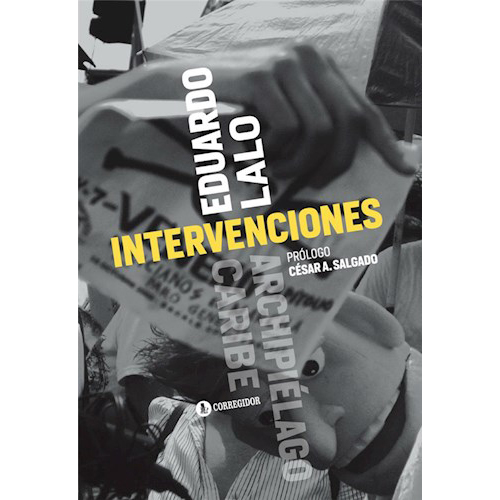 EDUARDO
LALO
INTERVENCIONES
PRÓLOGO
CÉSAR A. SALGADO
ARCHIPIÉLAGO
CARIBE
CORREGIDOR